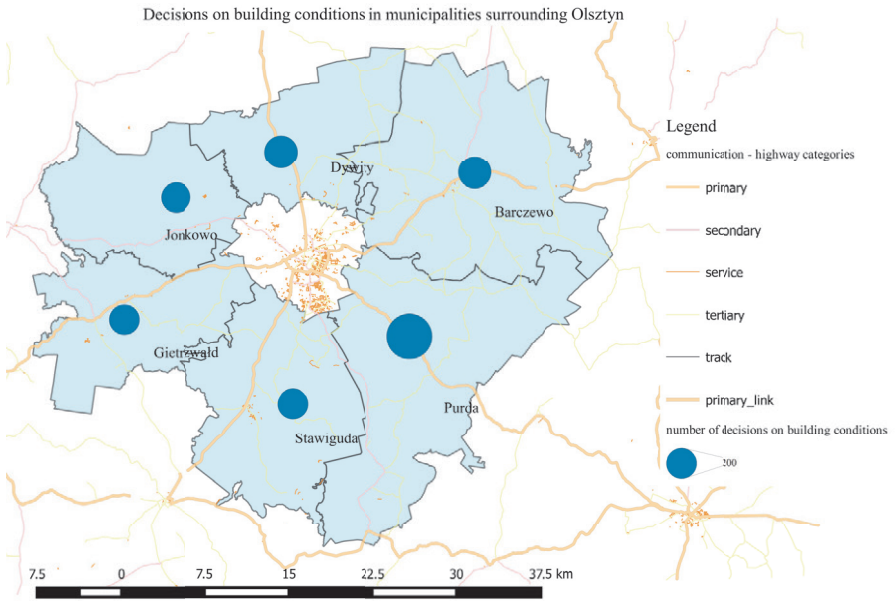 Decisions on building conditions in municipalities surrounding Olsztyn
Legend
communication - highway categories
primary
secondary
service
tertiary
track
primary_link
number of decisions on building conditions
200
Dywity
Barczewo
Jonkowo
Gietrzwałd
Purda
Stawiguda
7.5 0 7.5 15 22.5 30 37.5 km